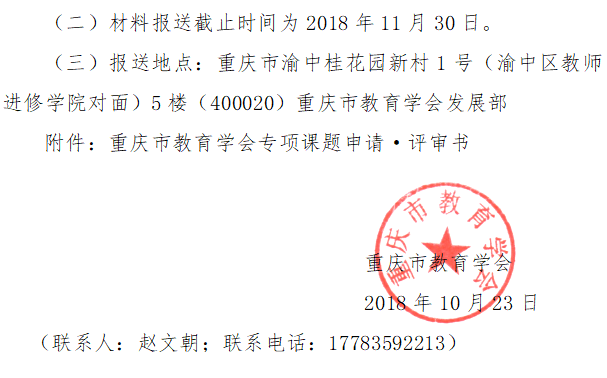 （二）材料报送截止时间为 2018 年 11 月 30 日。
（三）报送地点：重庆市渝中桂花园新村 1 号（渝中区教师
进修学院对面）5 楼（400020）重庆市教育学会发展部
附件：重庆市教育学会专项课题申请·评审书
重庆市教育学会
重庆市教育学会
2018 年 10 月 23 日
（联系人：赵文朝；联系电话：17783592213）